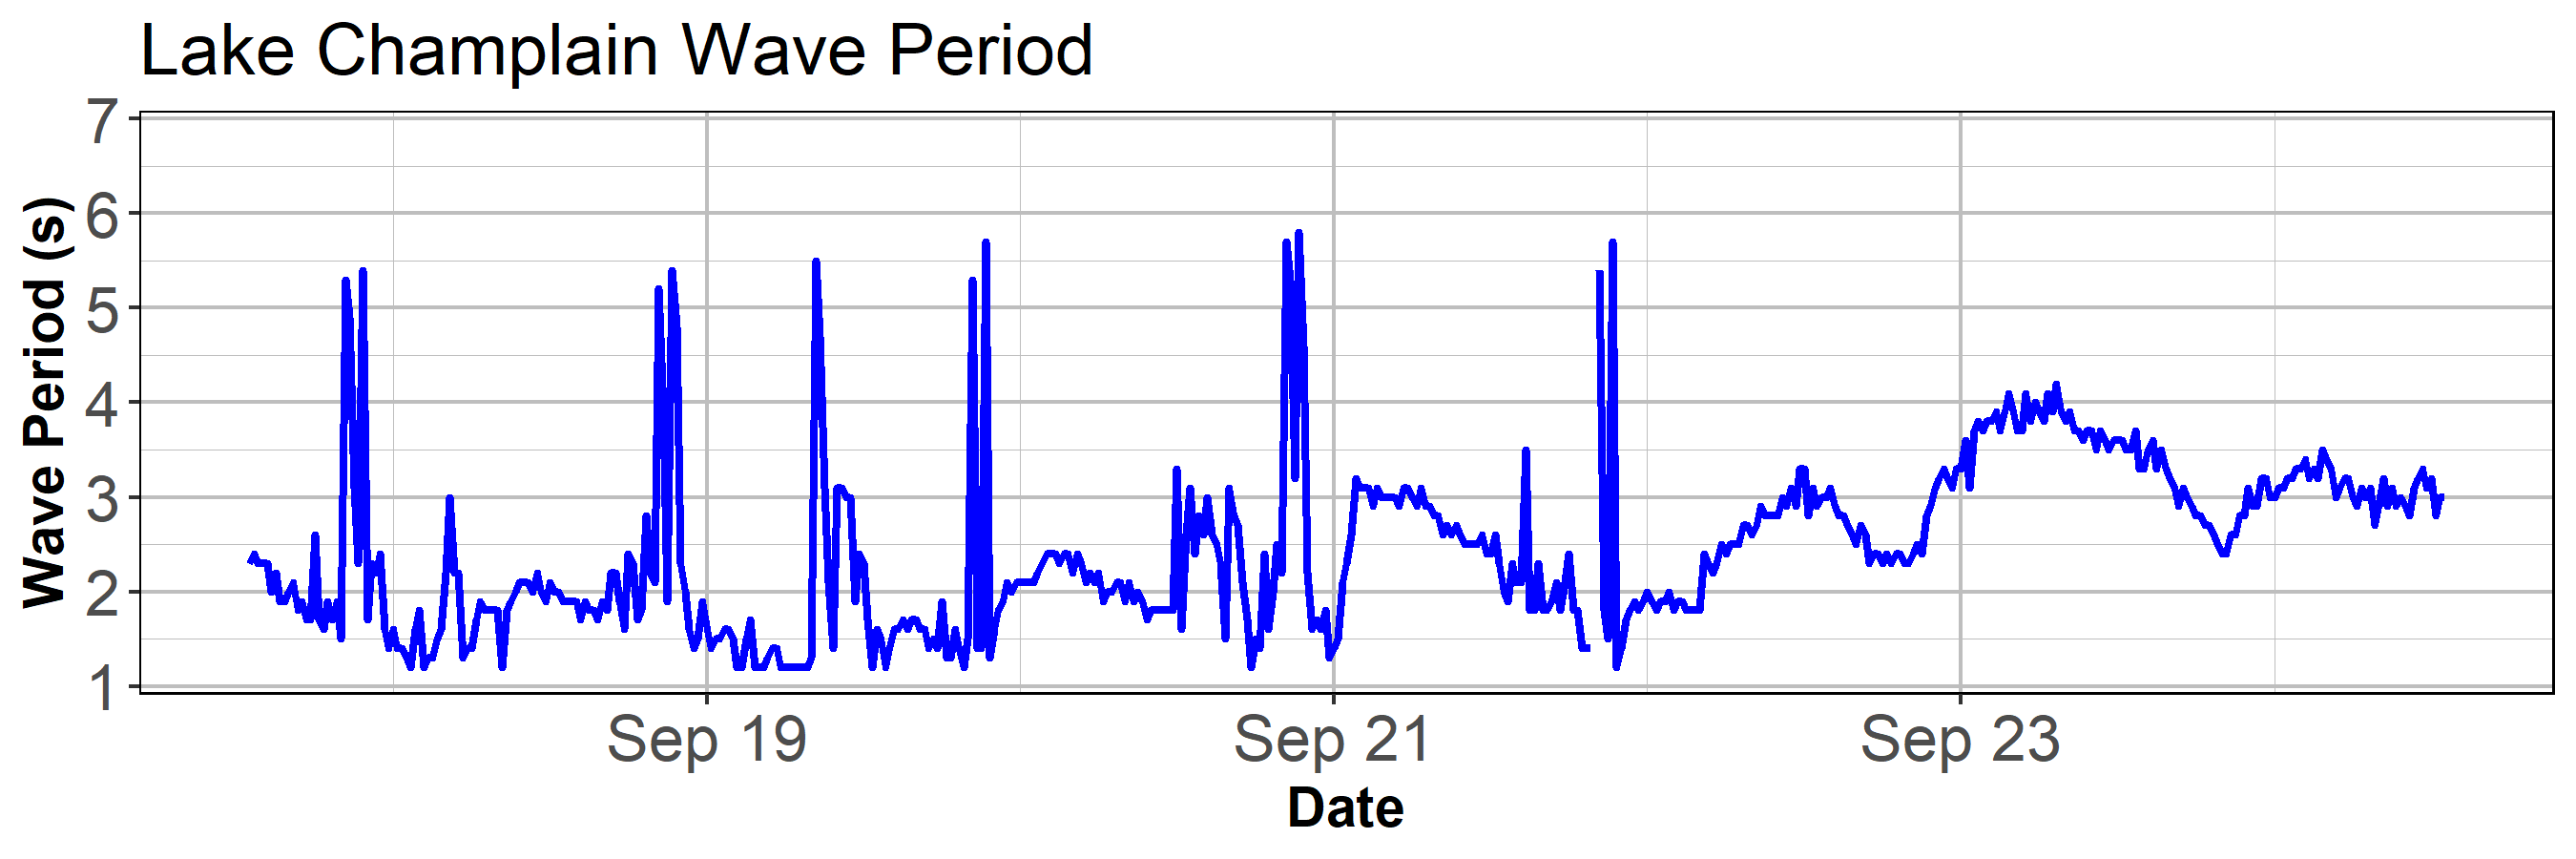 Lake Champlain Wave Period
Wave Period (s)
7
6
5
4
3
2
1
Sep 19
Sep 21
Sep 23
Date